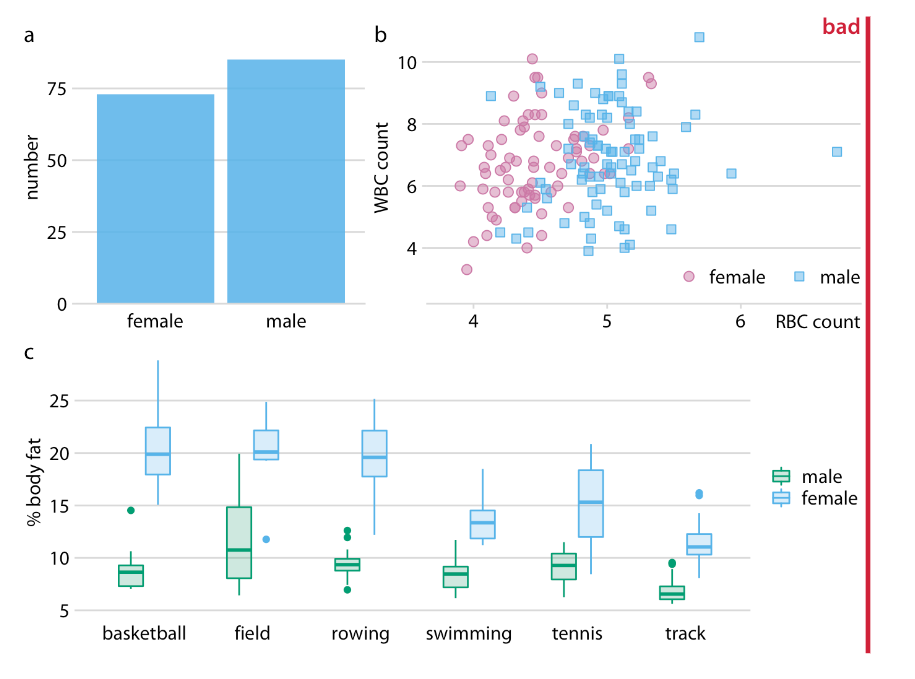 a
number
75
50
25
0
female male
b
bad
WBC count
10
8
6
4
female male
4 5 6 RBC count
c
% body fat
25
20
15
10
5
basketball field rowing swimming tennis track
male
female